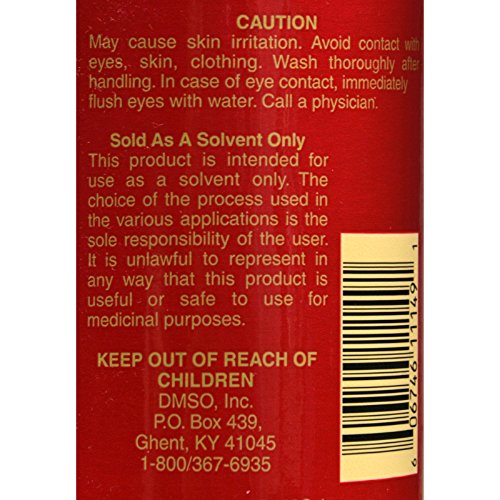 CAUTION
May cause skin irritation. Avoid contact with
eyes, skin, clothing. Wash thoroughly after
handling. In case of eye contact, immediately
flush eyes with water. Call a physician.
Sold As A Solvent Only
This product is intended for
use as a solvent only. The
choice of the process used in
the various applications is the
sole responsibility of the user.
It is unlawful to represent in
any way that this product is
useful or safe to use for
medicinal purposes.
KEEP OUT OF REACH OF
CHILDREN
DMSO, Inc.
P.O. Box 439,
Ghent, KY 41045
1-800/367-6935
6 06746 11149 1